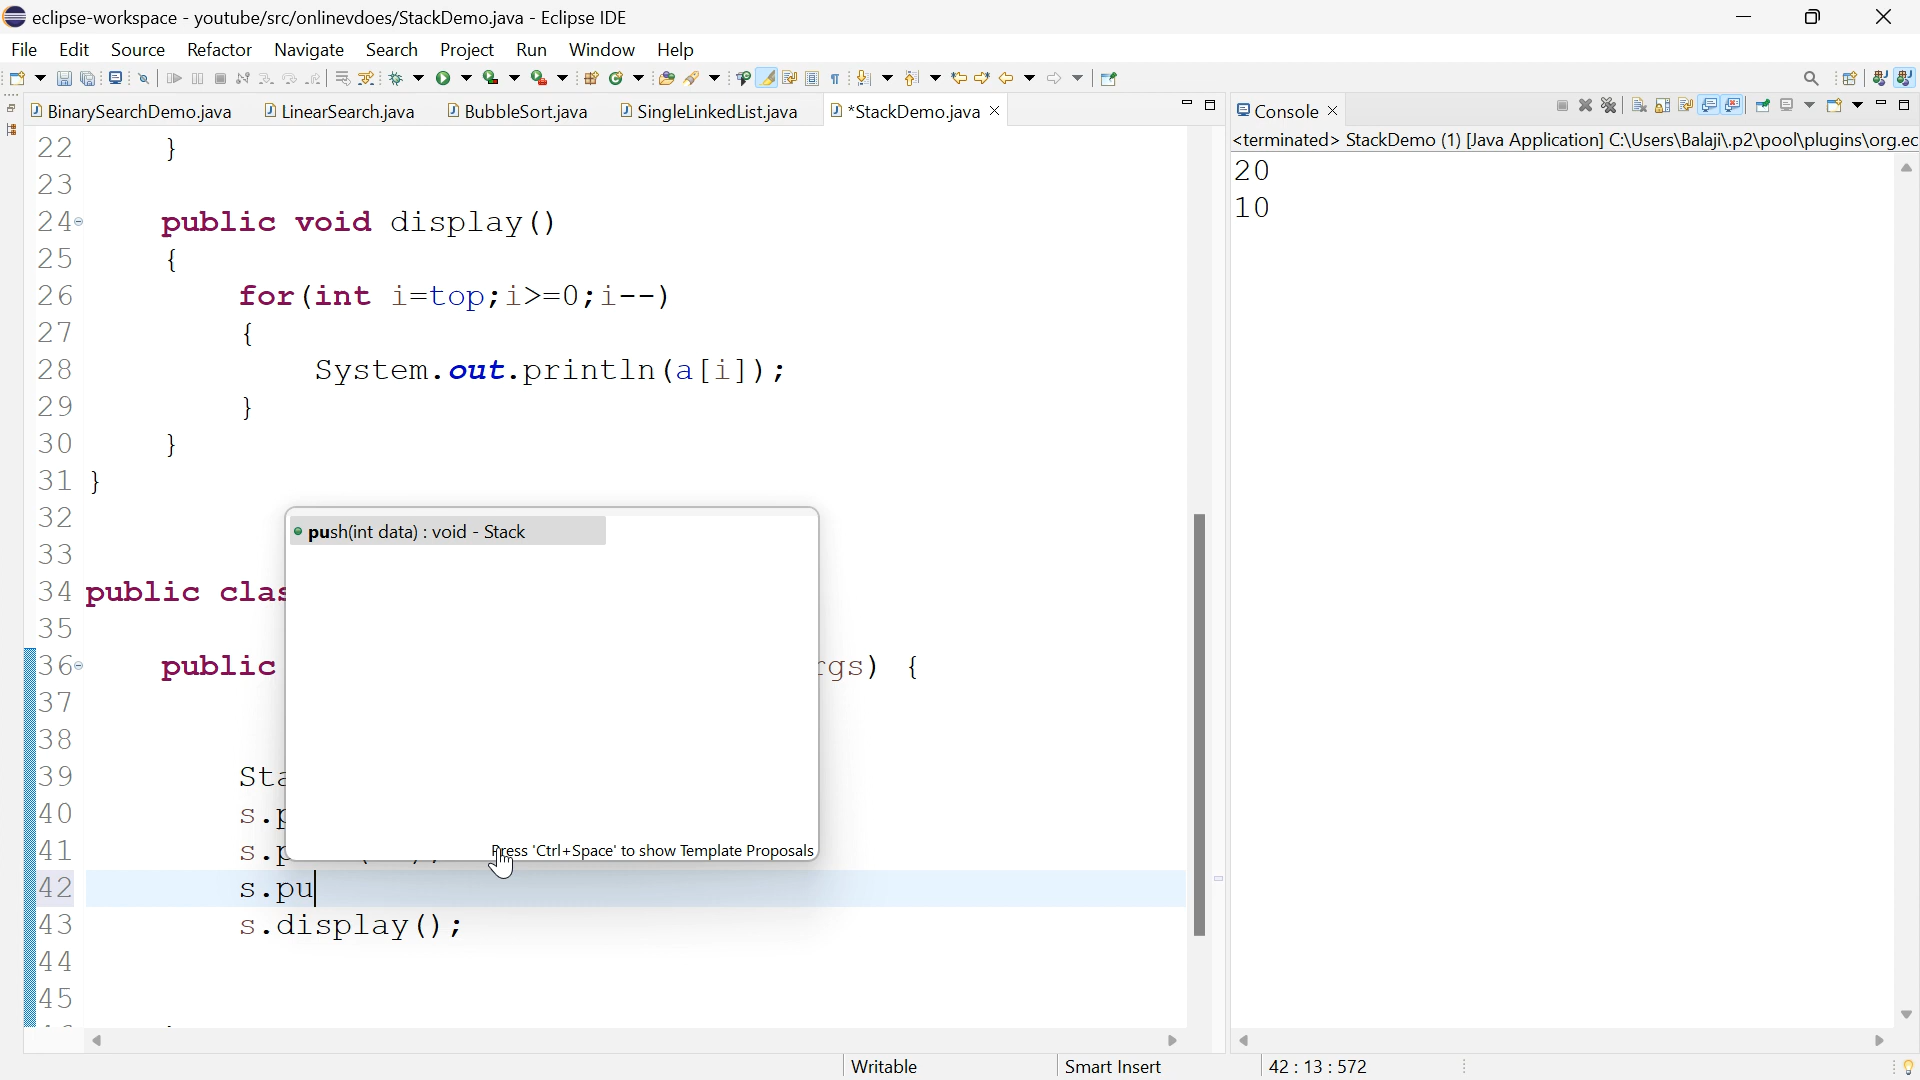 eclipse-workspace - youtube/src/onlinevdoes/StackDemo.java - Eclipse IDE
File Edit Source Refactor Navigate Search Project Run Window Help
BinarySearchDemo.java LinearSearch.java BubbleSort.java SingleLinkedList.java *StackDemo.java
Console
<terminated> StackDemo (1) [Java Application] C:\Users\Balaji\.p2\pool\plugins\org.ec
20
10
22 }
23
24 public void display()
25 {
26 for(int i=top;i>=0;i--)
27 {
28 System.out.println(a[i]);
29 }
30 }
31 }
32
push(int data) : void - Stack
33
34 public clas
35
36 public rgs) {
37
38
39 Sta
40 s.p
41 s.p
Press 'Ctrl+Space' to show Template Proposals
42 s.pu
43 s.display();
44
45
Writable Smart Insert 42 : 13 : 572